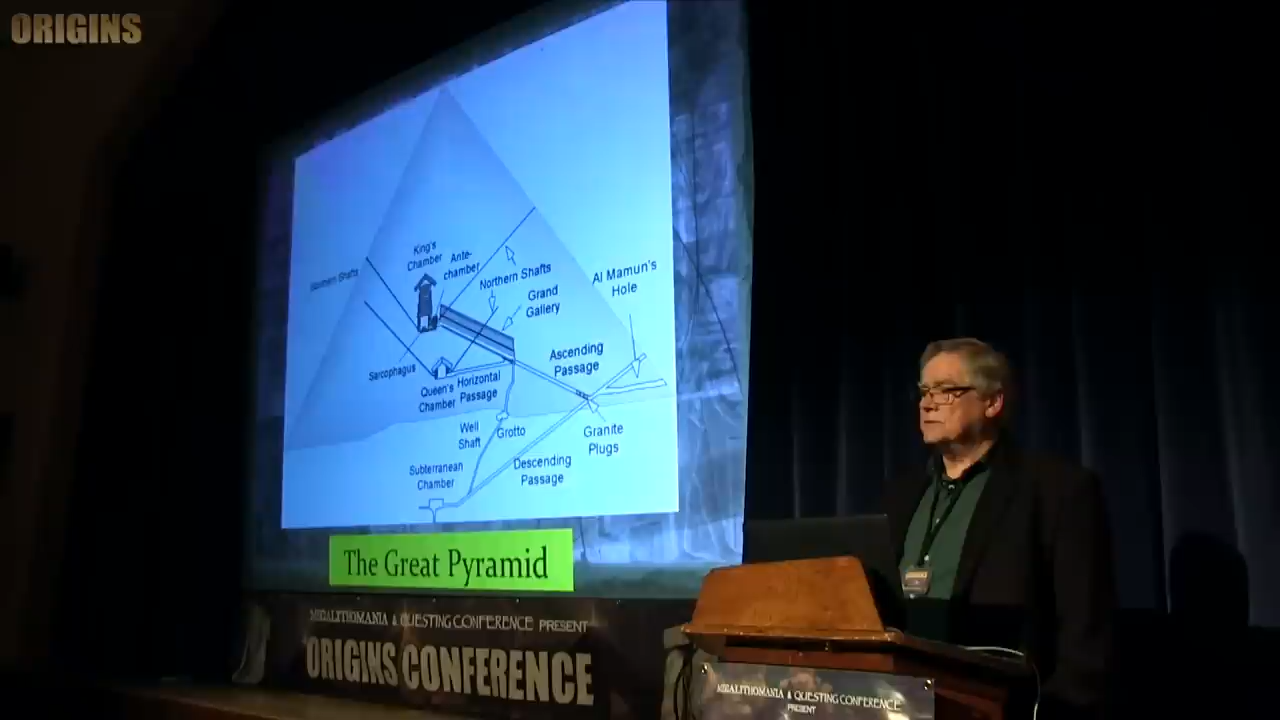 ORIGINS
King's
Chamber
Ante-
chamber
Northern Shafts
Grand
Gallery
Al Mamun's
Hole
Shafts
Sarcophagus
Queen's
Chamber
Horizontal
Passage
Ascending
Passage
Well
Shaft
Grotto
Granite
Plugs
Subterranean
Chamber
Descending
Passage
The Great Pyramid
MEGALITHOMANIA & QUESTING CONFERENCE PRESENT
ORIGINS CONFERENCE
MEGALITHOMANIA & QUESTING CONFERENCE
PRESENT